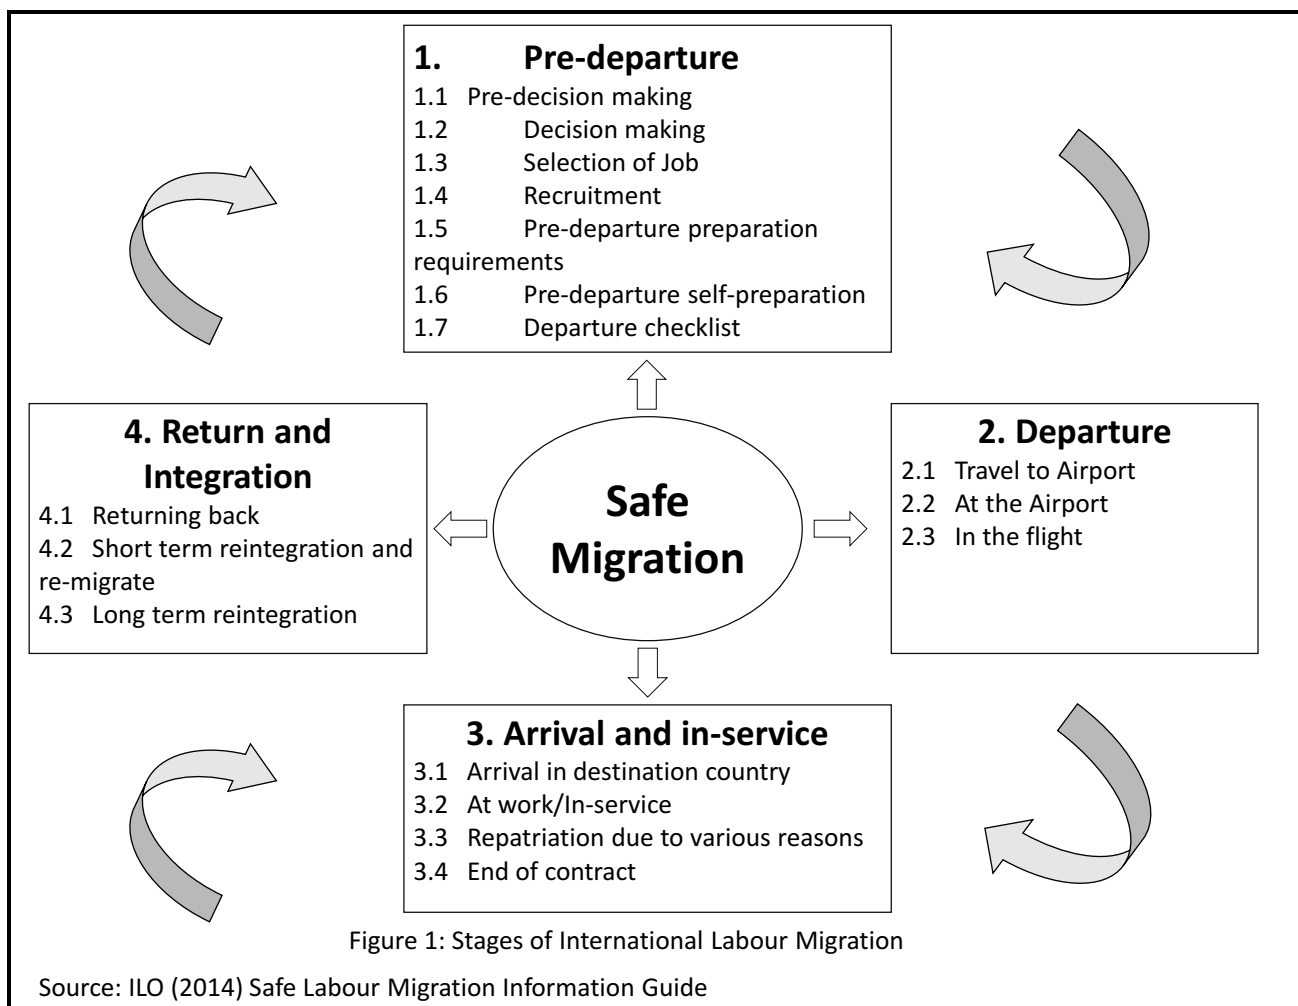 1. Pre-departure
1.1 Pre-decision making
1.2 Decision making
1.3 Selection of Job
1.4 Recruitment
1.5 Pre-departure preparation
requirements
1.6 Pre-departure self-preparation
1.7 Departure checklist
4. Return and
Integration
4.1 Returning back
4.2 Short term reintegration and
re-migrate
4.3 Long term reintegration
Safe
Migration
2. Departure
2.1 Travel to Airport
2.2 At the Airport
2.3 In the flight
3. Arrival and in-service
3.1 Arrival in destination country
3.2 At work/In-service
3.3 Repatriation due to various reasons
3.4 End of contract
Figure 1: Stages of International Labour Migration
Source: ILO (2014) Safe Labour Migration Information Guide